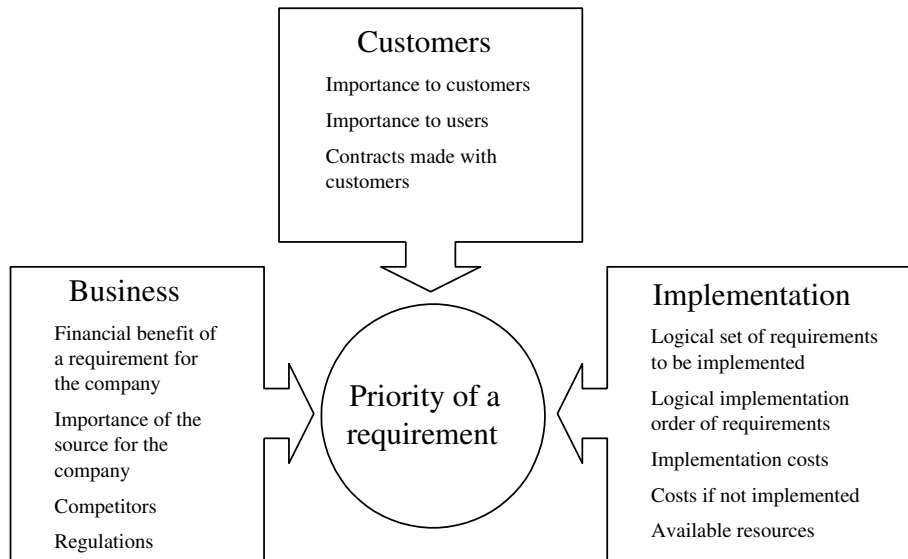 Customers
Importance to customers
Importance to users
Contracts made with
customers
Business
Financial benefit of
a requirement for
the company
Importance of the
source for the
company
Competitors
Regulations
Priority of a
requirement
Implementation
Logical set of requirements
to be implemented
Logical implementation
order of requirements
Implementation costs
Costs if not implemented
Available resources